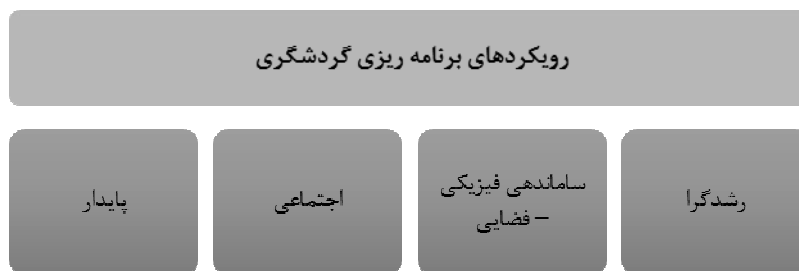 رویکردهای برنامه ریزی گردشگری
رشدگرا
ساماندهی فیزیکی
– فضایی
اجتماعی
پایدار